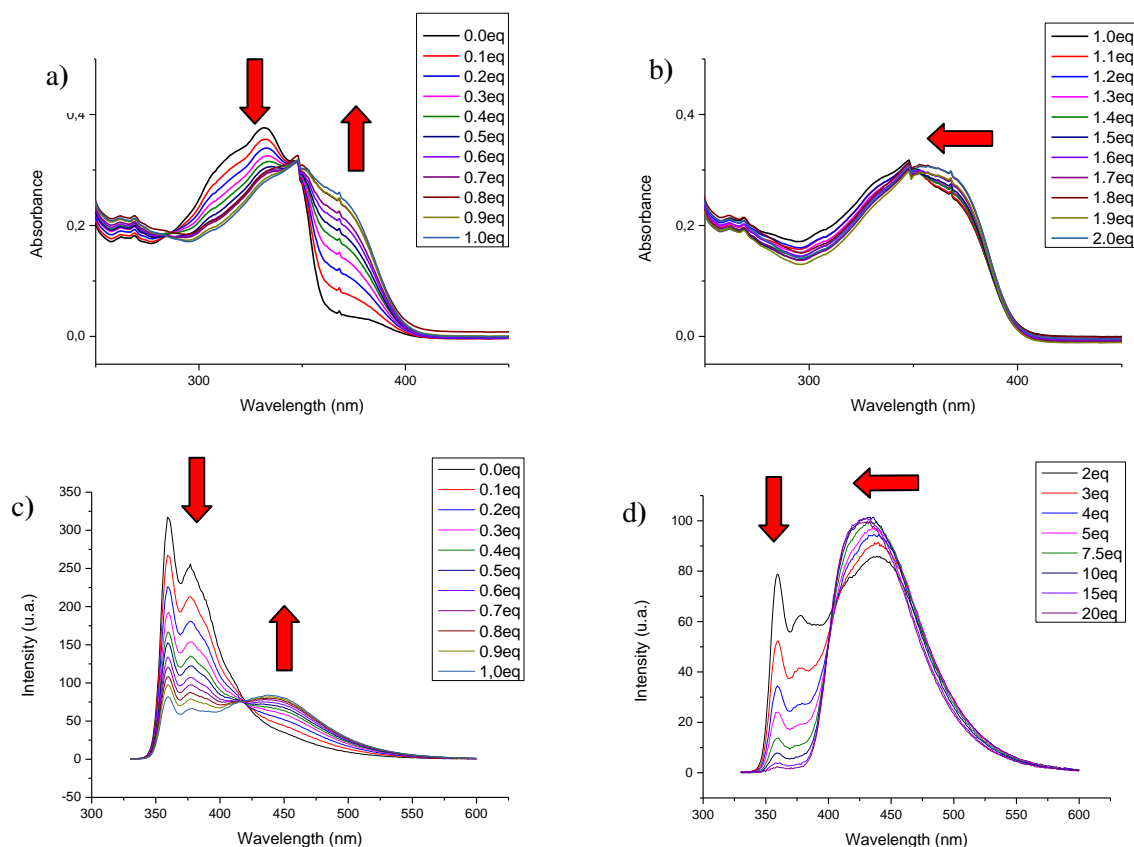 a)
0.0eq
0.1eq
0.2eq
0.3eq
0.4eq
0.5eq
0.6eq
0.7eq
0.8eq
0.9eq
1.0eq
0,4
0,2
0,0
Absorbance
300
400
Wavelength (nm)
b)
1.0eq
1.1eq
1.2eq
1.3eq
1.4eq
1.5eq
1.6eq
1.7eq
1.8eq
1.9eq
2.0eq
0,4
0,2
0,0
Absorbance
300
400
Wavelength (nm)
c)
0.0eq
0.1eq
0.2eq
0.3eq
0.4eq
0.5eq
0.6eq
0.7eq
0.8eq
0.9eq
1,0eq
350
300
250
200
150
100
50
0
-50
Intensity (u.a.)
300
350
400
450
500
550
600
Wavelength (nm)
d)
2eq
3eq
4eq
5eq
7.5eq
10eq
15eq
20eq
100
80
60
40
20
0
Intensity (u.a.)
300
350
400
450
500
550
600
Wavelength (nm)